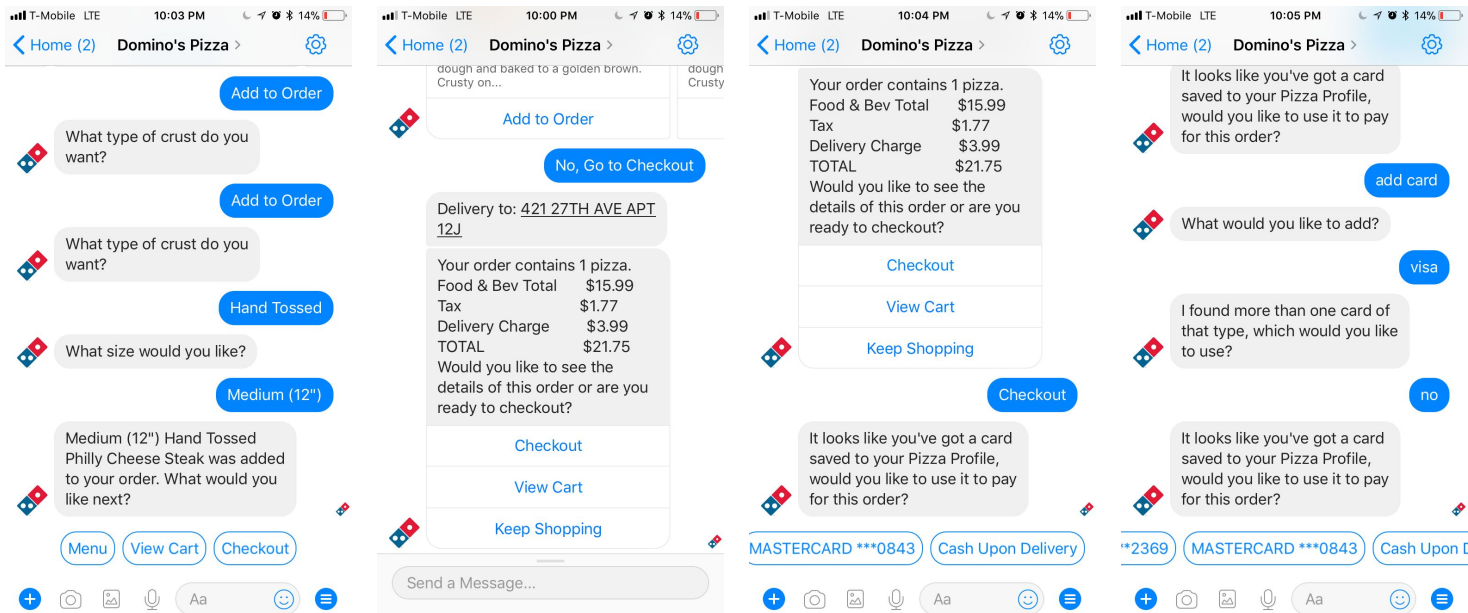 T-Mobile LTE 10:03 PM 14%
Home (2) Domino's Pizza
Add to Order
What type of crust do you
want?
Add to Order
What type of crust do you
want?
Hand Tossed
What size would you like?
Medium (12")
Medium (12") Hand Tossed
Philly Cheese Steak was added
to your order. What would you
like next?
Menu View Cart Checkout
Aa
T-Mobile LTE 10:00 PM 14%
Home (2) Domino's Pizza
dough and baked to a golden brown. dough
Crusty on... Crusty
Add to Order
No, Go to Checkout
Delivery to: 421 27TH AVE APT
12J
Your order contains 1 pizza.
Food & Bev Total $15.99
Tax $1.77
Delivery Charge $3.99
TOTAL $21.75
Would you like to see the
details of this order or are you
ready to checkout?
Checkout
View Cart
Keep Shopping
Send a Message...
T-Mobile LTE 10:04 PM 14%
Home (2) Domino's Pizza
Your order contains 1 pizza.
Food & Bev Total $15.99
Tax $1.77
Delivery Charge $3.99
TOTAL $21.75
Would you like to see the
details of this order or are you
ready to checkout?
Checkout
View Cart
Keep Shopping
Checkout
It looks like you've got a card
saved to your Pizza Profile,
would you like to use it to pay
for this order?
MASTERCARD ***0843 Cash Upon Delivery
Aa
T-Mobile LTE 10:05 PM 14%
Home (2) Domino's Pizza
It looks like you've got a card
saved to your Pizza Profile,
would you like to use it to pay
for this order?
add card
What would you like to add?
visa
I found more than one card of
that type, which would you like
to use?
no
It looks like you've got a card
saved to your Pizza Profile,
would you like to use it to pay
for this order?
**2369 MASTERCARD ***0843 Cash Upon D
Aa